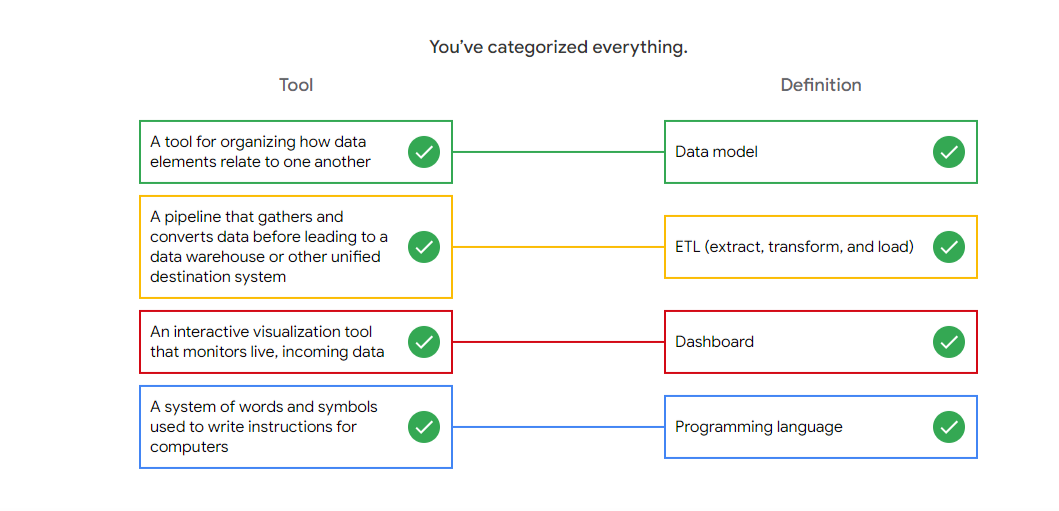 You've categorized everything.
Tool
Definition
A tool for organizing how data
elements relate to one another
Data model
A pipeline that gathers and
converts data before leading to a
data warehouse or other unified
destination system
ETL (extract, transform, and load)
An interactive visualization tool
that monitors live, incoming data
Dashboard
A system of words and symbols
used to write instructions for
computers
Programming language